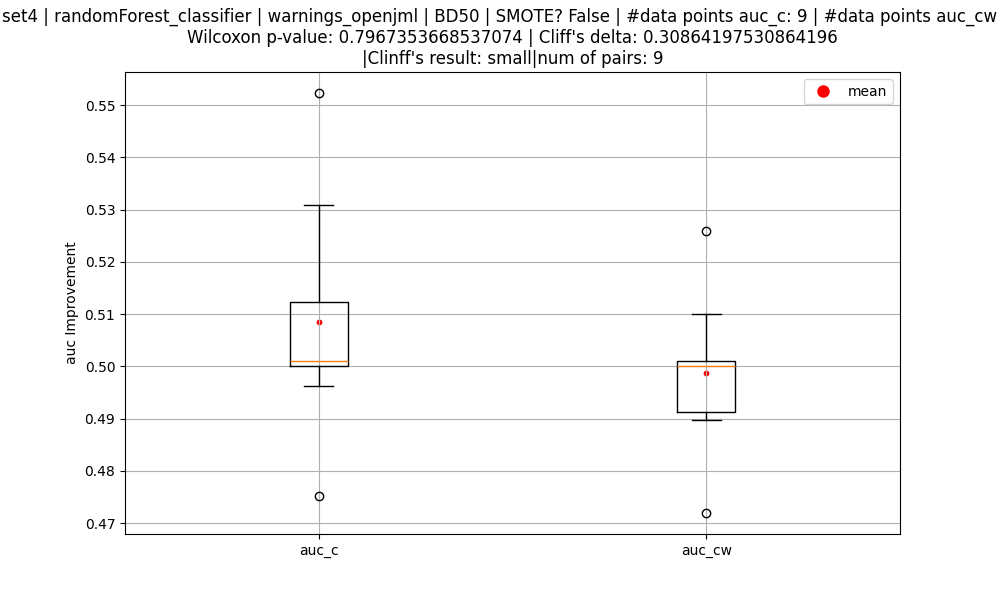 set4 | randomForest_classifier | warnings_openjml | BD50 | SMOTE? False | #data points auc_c: 9 | #data points auc_cw
Wilcoxon p-value: 0.7967353668537074 | Cliff's delta: 0.30864197530864196
|Clinff's result: small|num of pairs: 9
mean
0.55
0.54
0.53
0.52
0.51
0.50
0.49
0.48
0.47
auc Improvement
auc_c
auc_cw